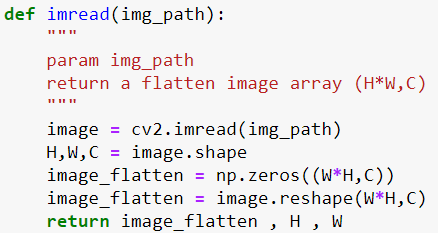 def imread(img_path):
    """
    param img_path
    return a flatten image array (H*W,C)
    """
    image = cv2.imread(img_path)
    H,W,C = image.shape
    image_flatten = np.zeros((W*H,C))
    image_flatten = image.reshape(W*H,C)
    return image_flatten , H , W